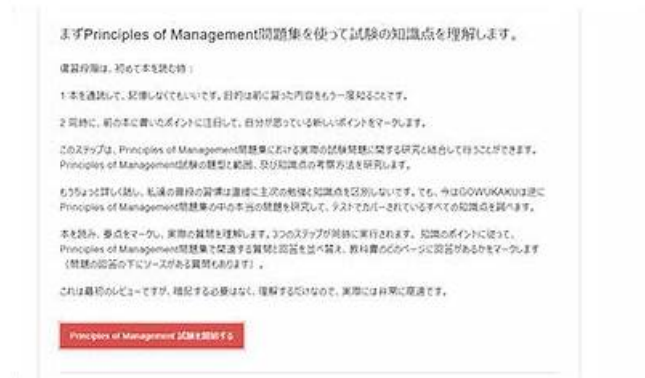 まずPrinciples of Management問題集を使って試験の知識点を理解します。
復習段階は、初めて本を読む時：
1 本を通読して、記憶しなくてもいいです。目的は前に習った内容をもう一度知ることです。
2 同時に、前の本に書いたポイントに注目して、自分が思っている新しいポイントをマークします。
このステップは、Principles of Management問題集における実際の試験問題に関する研究と結合して行うことができます。
Principles of Management試験の題型と範囲、及び知識点の考察方法を研究します。
もうちょっと詳しく話し、私達の普段の習慣は直接に主次の勉強と知識点を区別しないです。でも、今はGOWUKAKUは逆に
Principles of Management問題集の中の本当の問題を研究して、テストでカバーされているすべての知識点を調べます。
本を読み、要点をマークし、実際の質問を理解します。3つのステップが同時に実行されます。 知識のポイントに従って、
Principles of Management問題集で関連する質問と回答を並べ替え、教科書のどのページに回答があるかをマークします
（問題の回答の下にソースがある質問もあります）。
これは最初のレビューですが、暗記する必要はなく、理解するだけなので、実際には非常に高速です。
Principles of Management 試験を開始する